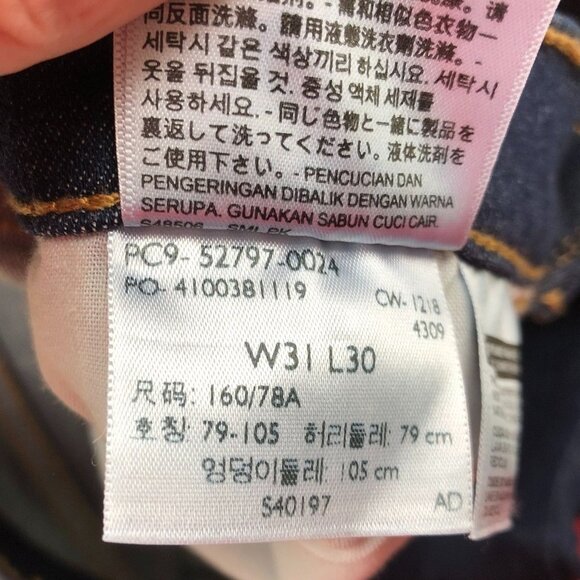 同反面洗滌。請用液態洗衣劑洗滌。-
세탁시 같은 색상끼리 하십시요. 세탁시
옷을 뒤집을 것. 중성 액체 세제를
사용하세요. - 同じ色物と一緒に製品を
裏返して洗ってください。液体洗剤を
ご使用下さい。- PENCUCIAN DAN
PENGERINGAN DIBALIK DENGAN WARNA
SERUPA. GUNAKAN SABUN CUCI CAIR.
PC9- 52797-0024
PO- 4100381119
CW- 1218
4309
W31 L30
尺码: 160/78A
호칭 79-105 허리둘레: 79 cm
엉덩이둘레: 105 cm
S40197 AD